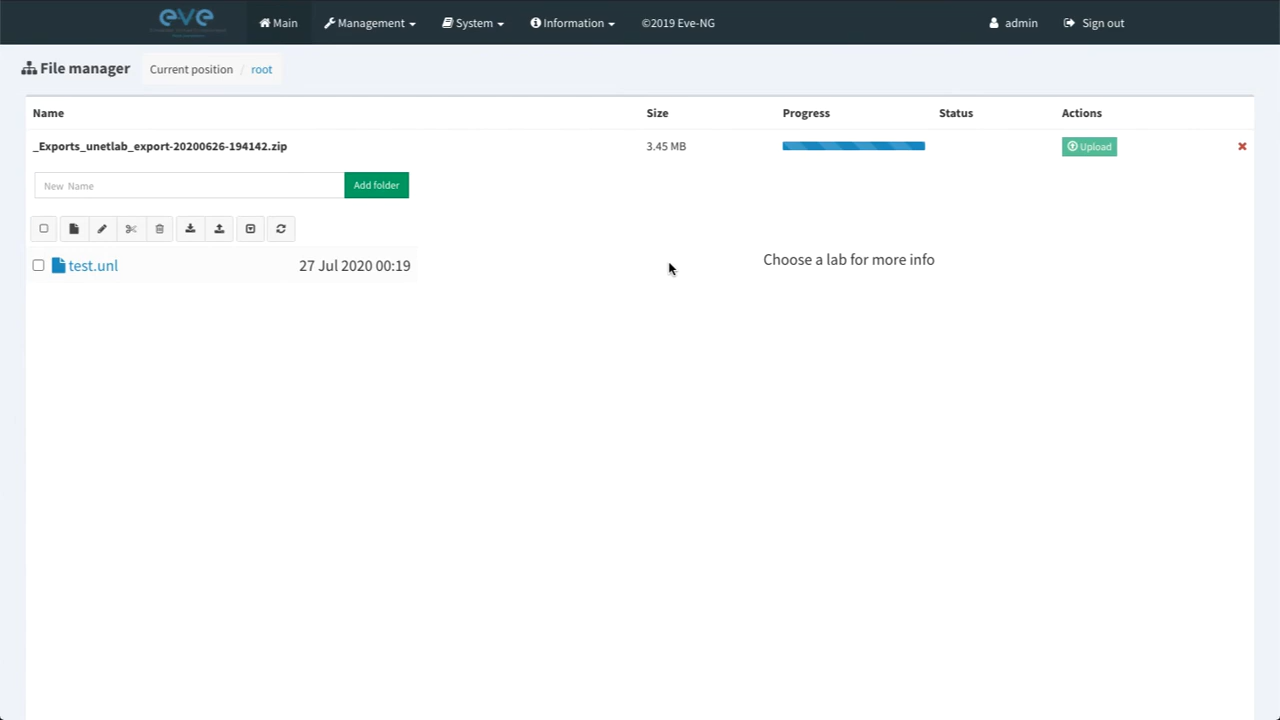 eve
Main
Management
System
Information
©2019 Eve-NG
admin
Sign out
File manager
Current position / root
Name Size Progress Status Actions
_Exports_unetlab_export-20200626-194142.zip 3.45 MB Upload
New Name Add folder
test.unl 27 Jul 2020 00:19
Choose a lab for more info